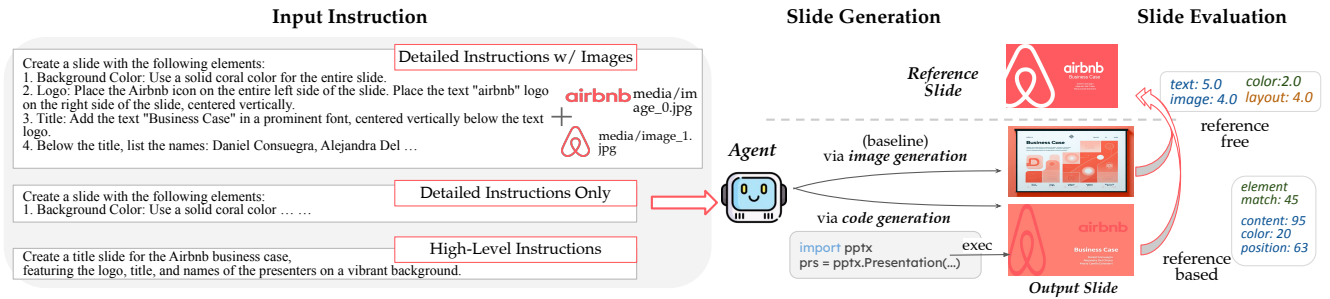 Input Instruction
Slide Generation
Slide Evaluation
Detailed Instructions w/ Images
Create a slide with the following elements:
1. Background Color: Use a solid coral color for the entire slide.
2. Logo: Place the Airbnb icon on the entire left side of the slide. Place the text "airbnb" logo
on the right side of the slide, centered vertically.
3. Title: Add the text "Business Case" in a prominent font, centered vertically below the text
logo.
4. Below the title, list the names: Daniel Consuegra, Alejandra Del …
airbnb
media/im
age_0.jpg
media/image_1.
jpg
Detailed Instructions Only
Create a slide with the following elements:
1. Background Color: Use a solid coral color … …
High-Level Instructions
Create a title slide for the Airbnb business case,
featuring the logo, title, and names of the presenters on a vibrant background.
Agent
(baseline)
via image generation
via code generation
import pptx
prs = pptx.Presentation(...)
exec
Reference
Slide
airbnb
Business Case
Business Case
airbnb
Business Case
Output Slide
text: 5.0
color:2.0
image: 4.0
layout: 4.0
reference
free
element
match: 45
content: 95
color: 20
position: 63
reference
based